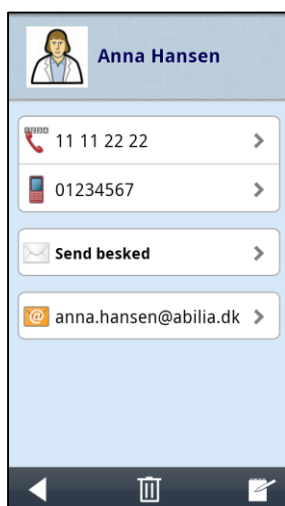 Anna Hansen
11 11 22 22
01234567
Send besked
anna.hansen@abilia.dk